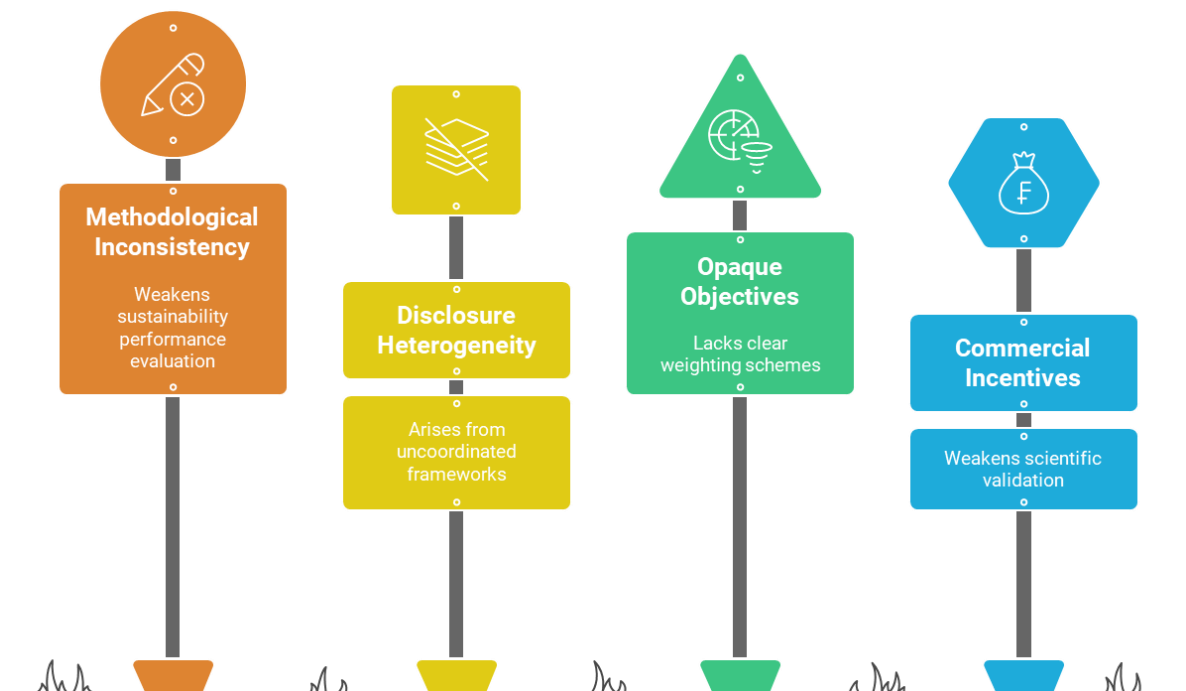 Methodological
Inconsistency
Weakens
sustainability
performance
evaluation
Disclosure
Heterogeneity
Arises from
uncoordinated
frameworks
Opaque
Objectives
Lacks clear
weighting schemes
Commercial
Incentives
Weakens scientific
validation